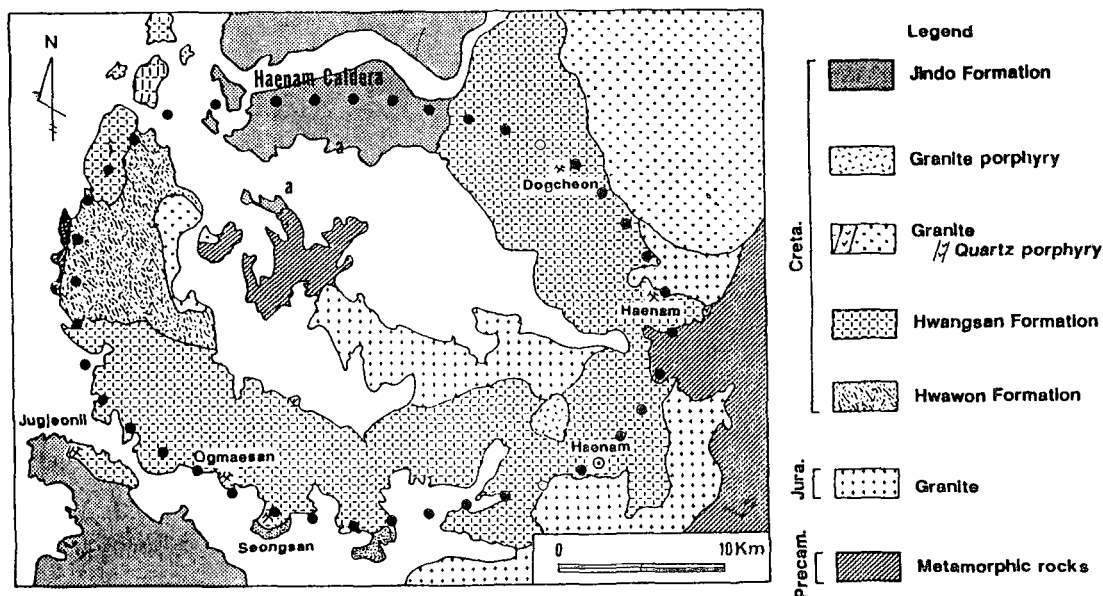 N
Haenam Caldera
a
a
Dogcheon
Haenam
Jugjeonii
Ogmaesan
Haenam
Seongsan
0 10Km
Legend
Creta.
Jindo Formation
Granite porphyry
Granite
Quartz porphyry
Hwangsan Formation
Hwawon Formation
Jura.
Granite
Precam.
Metamorphic rocks